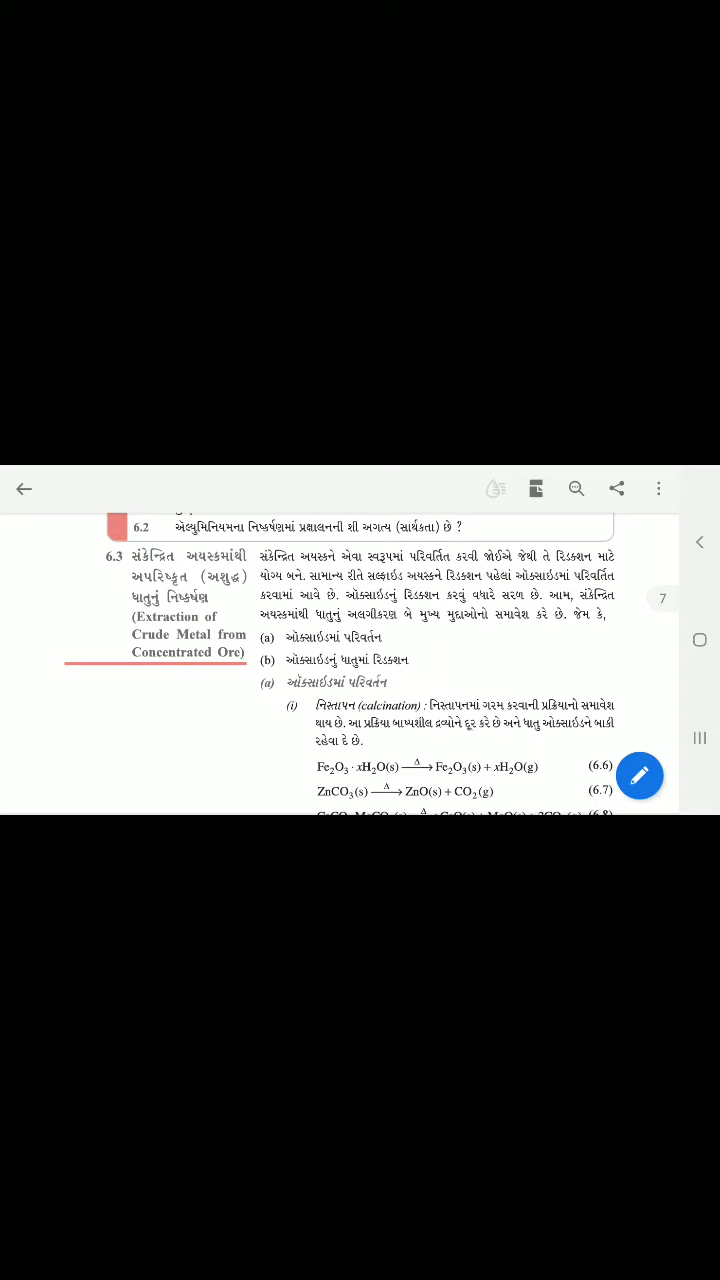 6.2 ઍલ્યુમિનિયમના નિષ્કર્ષણમાં પ્રક્ષાલનની શી અગત્ય (સાર્થકતા) છે ?
6.3 સંકેન્દ્રિત અયસ્કમાંથી
અપરિષ્કૃત (અશુદ્ધ)
ધાતુનું નિષ્કર્ષણ
(Extraction of
Crude Metal from
Concentrated Ore)
સંકેન્દ્રિત અયસ્કને એવા સ્વરૂપમાં પરિવર્તિત કરવી જોઈએ જેથી તે રિડક્શન માટે
યોગ્ય બને. સામાન્ય રીતે સલ્ફાઇડ અયસ્કને રિડક્શન પહેલાં ઑક્સાઇડમાં પરિવર્તિત
કરવામાં આવે છે. ઑક્સાઇડનું રિડક્શન કરવું વધારે સરળ છે. આમ, સંકેન્દ્રિત
અયસ્કમાંથી ધાતુનું અલગીકરણ બે મુખ્ય મુદ્દાઓનો સમાવેશ કરે છે. જેમ કે,
(a) ઑક્સાઇડમાં પરિવર્તન
(b) ઑક્સાઇડનું ધાતુમાં રિડક્શન
(a) ઑક્સાઇડમાં પરિવર્તન
(i) નિસ્તાપન (calcination) : નિસ્તાપનમાં ગરમ કરવાની પ્રક્રિયાનો સમાવેશ
થાય છે. આ પ્રક્રિયા બાષ્પશીલ દ્રવ્યોને દૂર કરે છે અને ધાતુ ઓક્સાઇડને બાકી
રહેવા દે છે.
Fe₂O₃ · xH₂O(s) —Δ→ Fe₂O₃(s) + xH₂O(g) (6.6)
ZnCO₃(s) —Δ→ ZnO(s) + CO₂(g) (6.7)
7